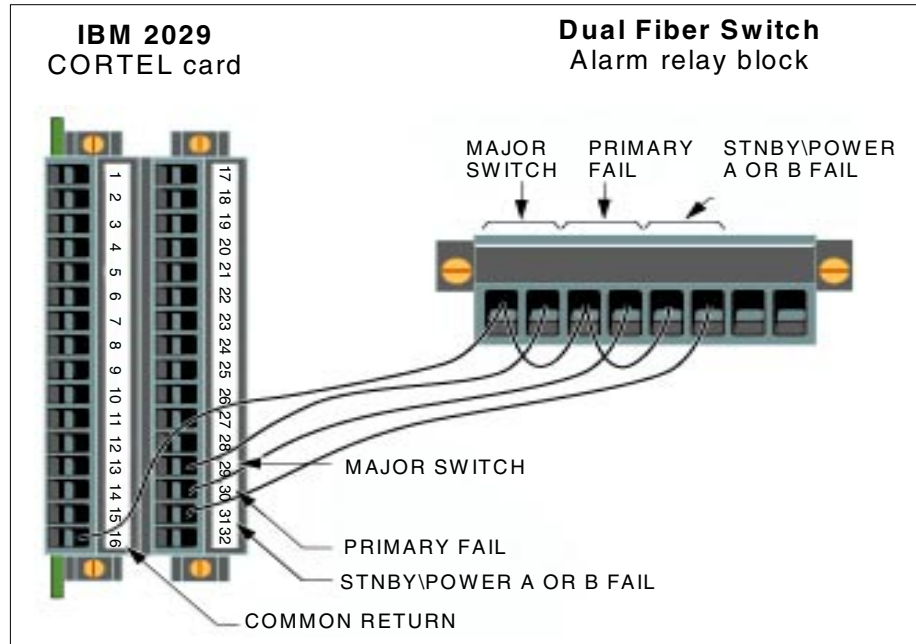 IBM 2029
CORTEL card
Dual Fiber Switch
Alarm relay block
MAJOR
SWITCH
PRIMARY
FAIL
STNBY\POWER
A OR B FAIL
1
2
3
4
5
6
7
8
9
10
11
12
13
14
15
16
17
18
19
20
21
22
23
24
25
26
27
28
29
30
31
32
MAJOR SWITCH
PRIMARY FAIL
STNBY\POWER A OR B FAIL
COMMON RETURN